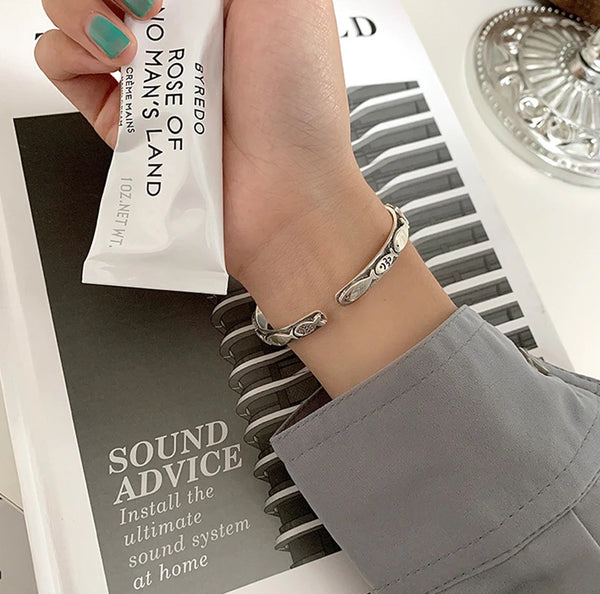 BYREDO
ROSE OF
NO MAN'S LAND
CRÈME MAINS
1 OZ. NET WT.
LD
SOUND
ADVICE
Install the
ultimate
sound system
at home